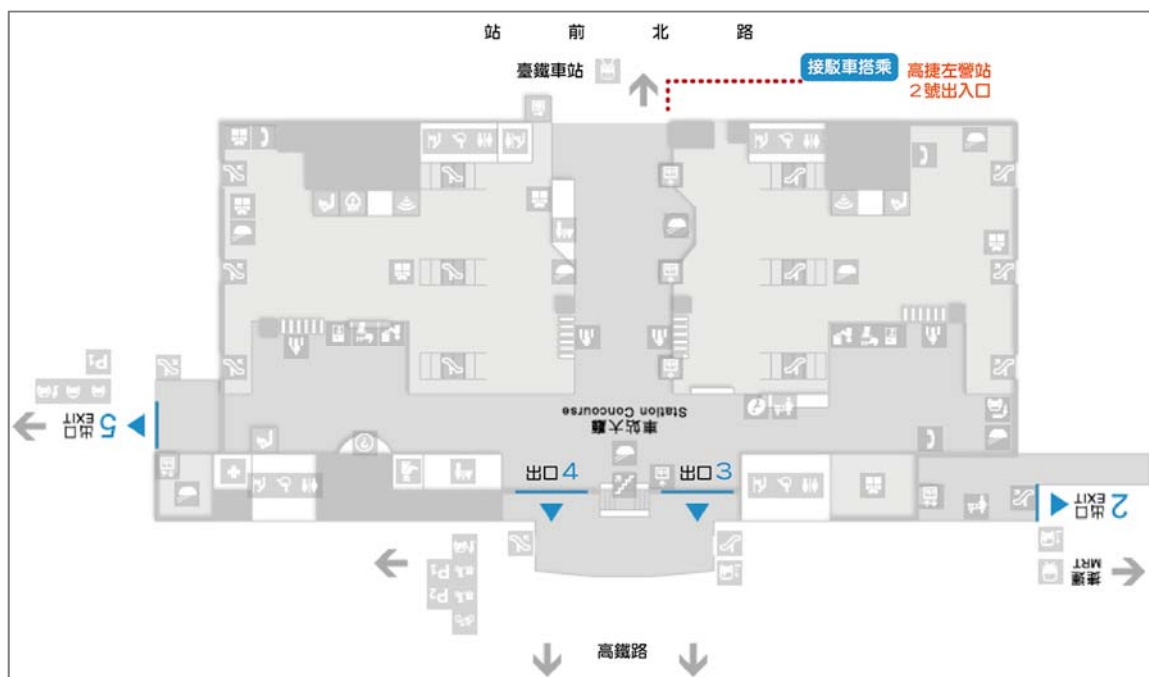 站前北路
臺鐵車站
接駁車搭乘
高捷左營站
2號出入口
P1
出口5
EXIT
車站大廳
Station Concourse
出口4
出口3
出口2
EXIT
P1
P2
捷運
MRT
高鐵路